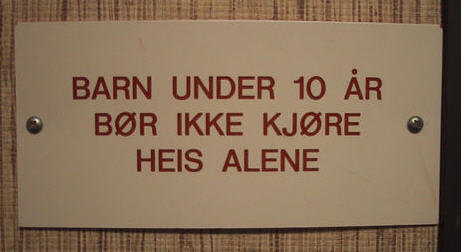 BARN UNDER 10 ÅR
BØR IKKE KJØRE
HEIS ALENE